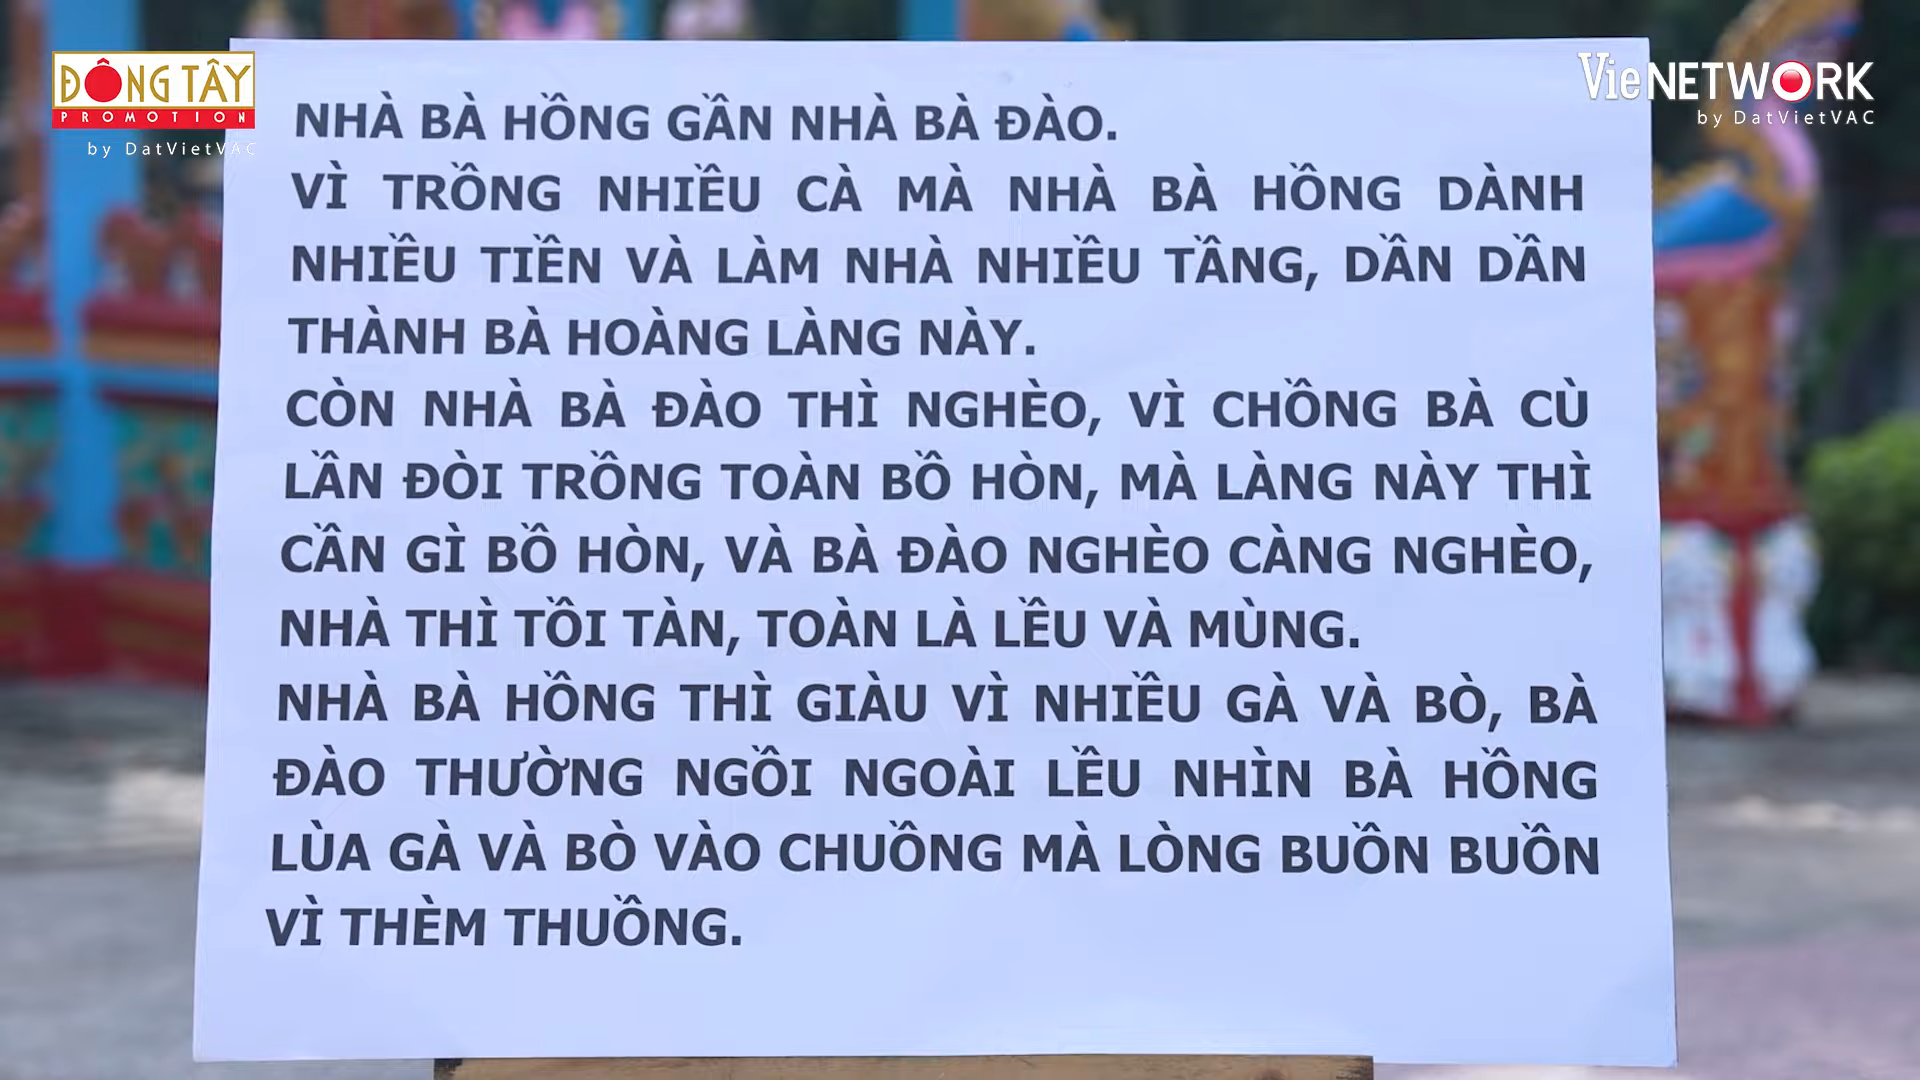 ĐÔNG TÂY
PROMOTION
by DatVietVAC
VieNETWORK
by DatVietVAC
NHÀ BÀ HỒNG GẦN NHÀ BÀ ĐÀO.
VÌ TRỒNG NHIỀU CÀ MÀ NHÀ BÀ HỒNG DÀNH
NHIỀU TIỀN VÀ LÀM NHÀ NHIỀU TẦNG, DẦN DẦN
THÀNH BÀ HOÀNG LÀNG NÀY.
CÒN NHÀ BÀ ĐÀO THÌ NGHÈO, VÌ CHỒNG BÀ CÙ
LẦN ĐÒI TRỒNG TOÀN BỒ HÒN, MÀ LÀNG NÀY THÌ
CẦN GÌ BỒ HÒN, VÀ BÀ ĐÀO NGHÈO CÀNG NGHÈO,
NHÀ THÌ TỒI TÀN, TOÀN LÀ LỀU VÀ MÙNG.
NHÀ BÀ HỒNG THÌ GIÀU VÌ NHIỀU GÀ VÀ BÒ, BÀ
ĐÀO THƯỜNG NGỒI NGOÀI LỀU NHÌN BÀ HỒNG
LÙA GÀ VÀ BÒ VÀO CHUỒNG MÀ LÒNG BUỒN BUỒN
VÌ THÈM THUỒNG.